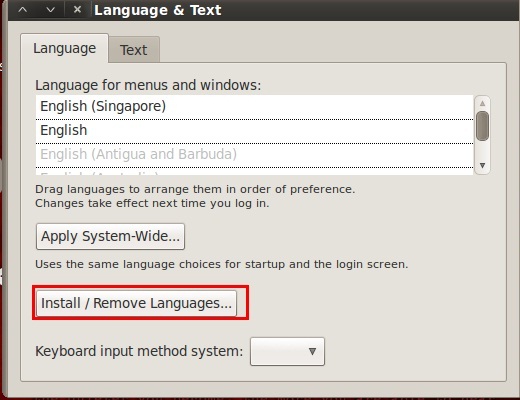 Language & Text
Language Text
Language for menus and windows:
English (Singapore)
English
English (Antigua and Barbuda)
English (Australia)
Drag languages to arrange them in order of preference.
Changes take effect next time you log in.
Apply System-Wide...
Uses the same language choices for startup and the login screen.
Install / Remove Languages...
Keyboard input method system: